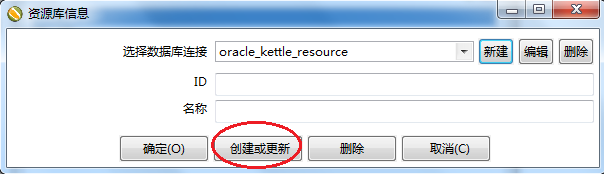 资源库信息
选择数据库连接 oracle_kettle_resource 新建 编辑 删除
ID
名称
确定(O) 创建或更新 删除 取消(C)